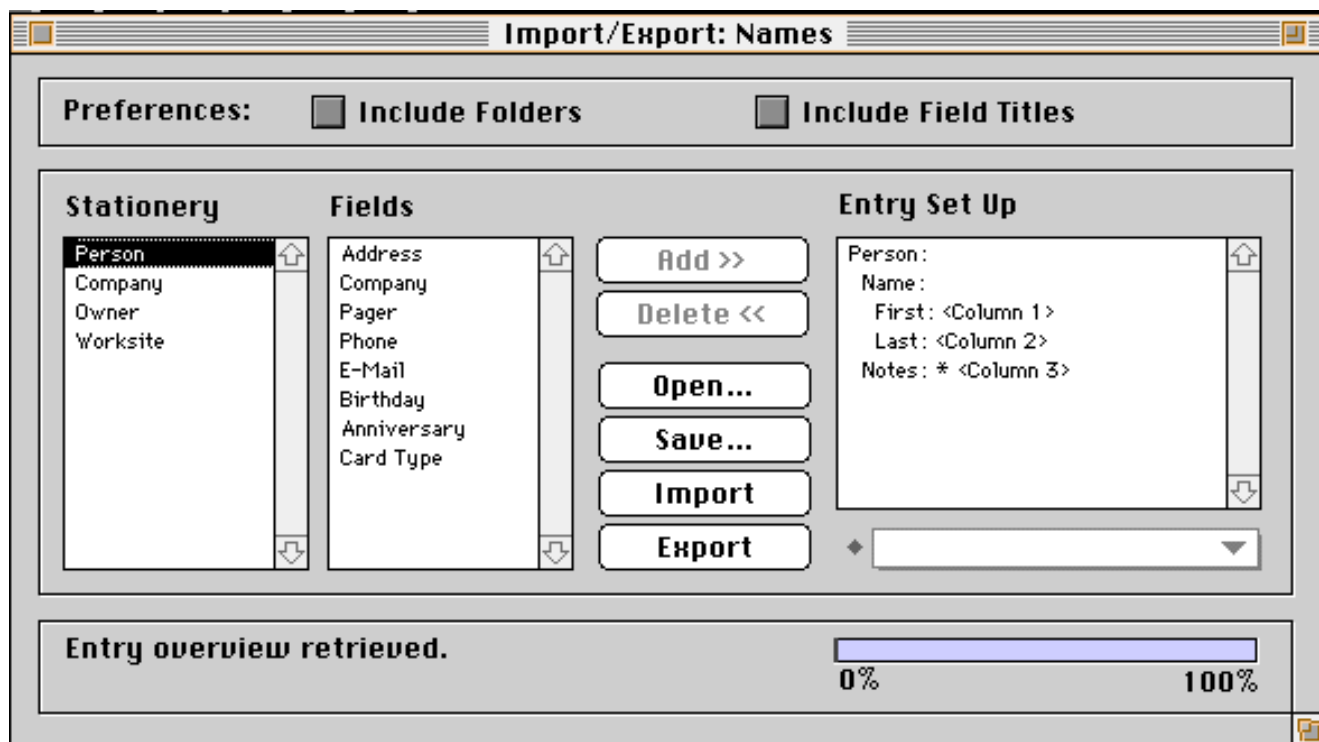 Import/Export: Names
Preferences: Include Folders Include Field Titles
Stationery
Person
Company
Owner
Worksite
Fields
Address
Company
Pager
Phone
E-Mail
Birthday
Anniversary
Card Type
Add >>
Delete <<
Open...
Save...
Import
Export
Entry Set Up
Person:
Name:
First: <Column 1>
Last: <Column 2>
Notes: * <Column 3>
Entry overview retrieved.
0% 100%